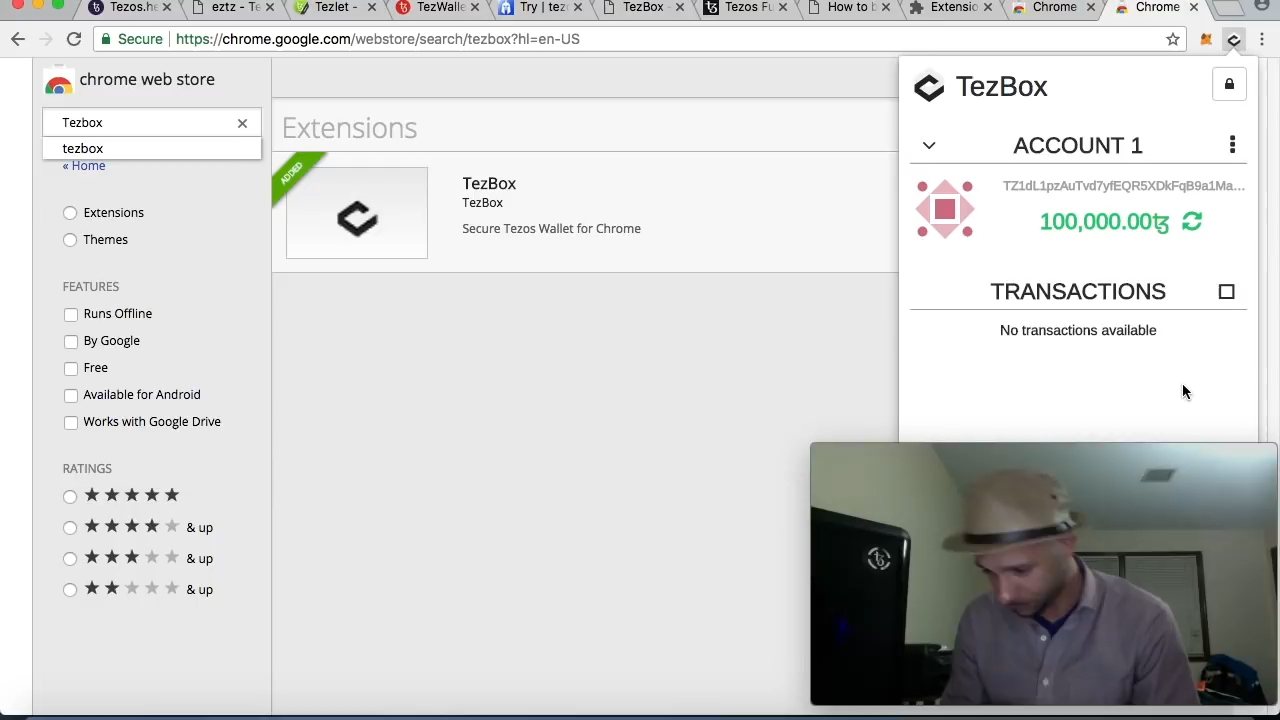 Tezos.he
eztz - Te
Tezlet -
TezWalle
Try | tez
TezBox -
Tezos Fu
How to b
Extensio
Chrome
Chrome
Secure | https://chrome.google.com/webstore/search/tezbox?hl=en-US
chrome web store
Tezbox
tezbox
« Home
Extensions
Themes
FEATURES
Runs Offline
By Google
Free
Available for Android
Works with Google Drive
RATINGS
& up
& up
& up
Extensions
ADDED
TezBox
TezBox
Secure Tezos Wallet for Chrome
TezBox
ACCOUNT 1
TZ1dL1pzAuTvd7yfEQR5XDkFqB9a1Ma...
100,000.00ꜩ
TRANSACTIONS
No transactions available